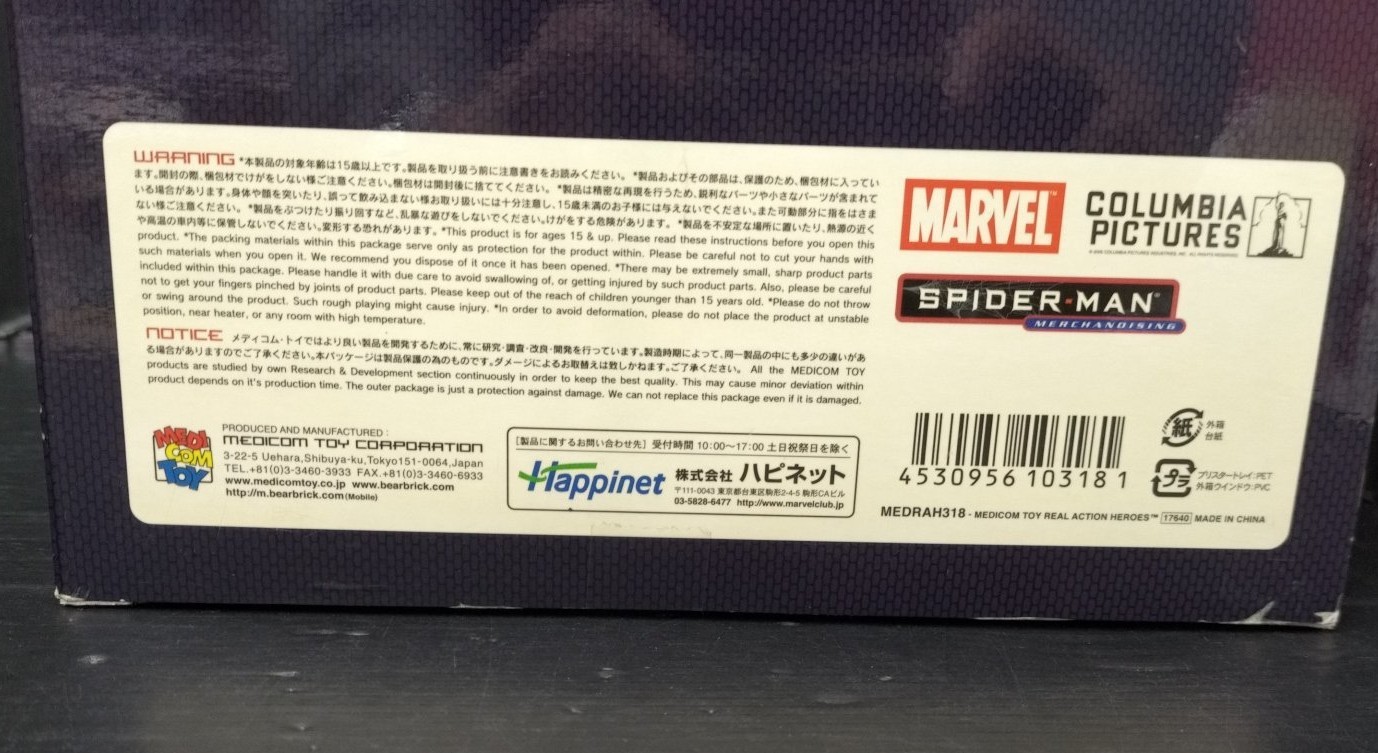 WARNING *本製品の対象年齢は15歳以上です。製品を取り扱う前に注意書きをお読みください。 *製品およびその部品は、保護のため、梱包材に入ってい
ます。開封の際、梱包材でけがをしない様ご注意ください。梱包材は開封後に捨ててください。 *製品は精密な再現を行うため、鋭利なパーツや小さなパーツが含まれて
いる場合があります。身体や顔を突いたり、誤って飲み込まない様お取り扱いには十分注意し、15歳未満のお子様には与えないでください。また可動部分に指をはさま
ない様ご注意ください。 *製品をぶつけたり振り回すなど、乱暴な遊びをしないでください。けがをする危険があります。 *製品を不安定な場所に置いたり、熱源の近く
や高温の車内等に保管しないでください。変形する恐れがあります。 *This product is for ages 15 & up. Please read these instructions before you open this
product. *The packing materials within this package serve only as protection for the product within. Please be careful not to cut your hands with
such materials when you open it. We recommend you dispose of it once it has been opened. *There may be extremely small, sharp product parts
included within this package. Please handle it with due care to avoid swallowing of, or getting injured by such product parts. Also, please be careful
not to get your fingers pinched by joints of product parts. Please keep out of the reach of children younger than 15 years old. *Please do not throw
or swing around the product. Such rough playing might cause injury. *In order to avoid deformation, please do not place the product at unstable
position, near heater, or any room with high temperature.
NOTICE メディコム・トイではより良い製品を開発するために、常に研究・調査・改良・開発を行っています。製造時期によって、同一製品の中にも多少の違いがあ
る場合がありますのでご了承ください。本パッケージは製品保護の為のものです。ダメージによるお取替えは致しかねます。ご了承ください。 All the MEDICOM TOY
products are studied by own Research & Development section continuously in order to keep the best quality. This may cause minor deviation within
product depends on it's production time. The outer package is just a protection against damage. We can not replace this package even if it is damaged.
MEDI
COM
TOY
PRODUCED AND MANUFACTURED :
MEDICOM TOY CORPORATION
3-22-5 Uehara,Shibuya-ku,Tokyo151-0064,Japan
TEL.+81(0)3-3460-3933 FAX.+81(0)3-3460-6933
www.medicomtoy.co.jp www.bearbrick.com
http://m.bearbrick.com(Mobile)
[製品に関するお問い合わせ先] 受付時間 10:00〜17:00 土日祝祭日を除く
Happinet 株式会社 ハピネット
〒111-0043 東京都台東区駒形2-4-5 駒形CAビル
03-5828-6477 http://www.marvelclub.jp
MARVEL
COLUMBIA
PICTURES
SPIDER-MAN
MERCHANDISING
4530956 103181
紙 外箱
台紙
プラ ブリスタートレイ:PET
外箱ウインドウ:PVC
MEDRAH318 - MEDICOM TOY REAL ACTION HEROES™ 17640 MADE IN CHINA